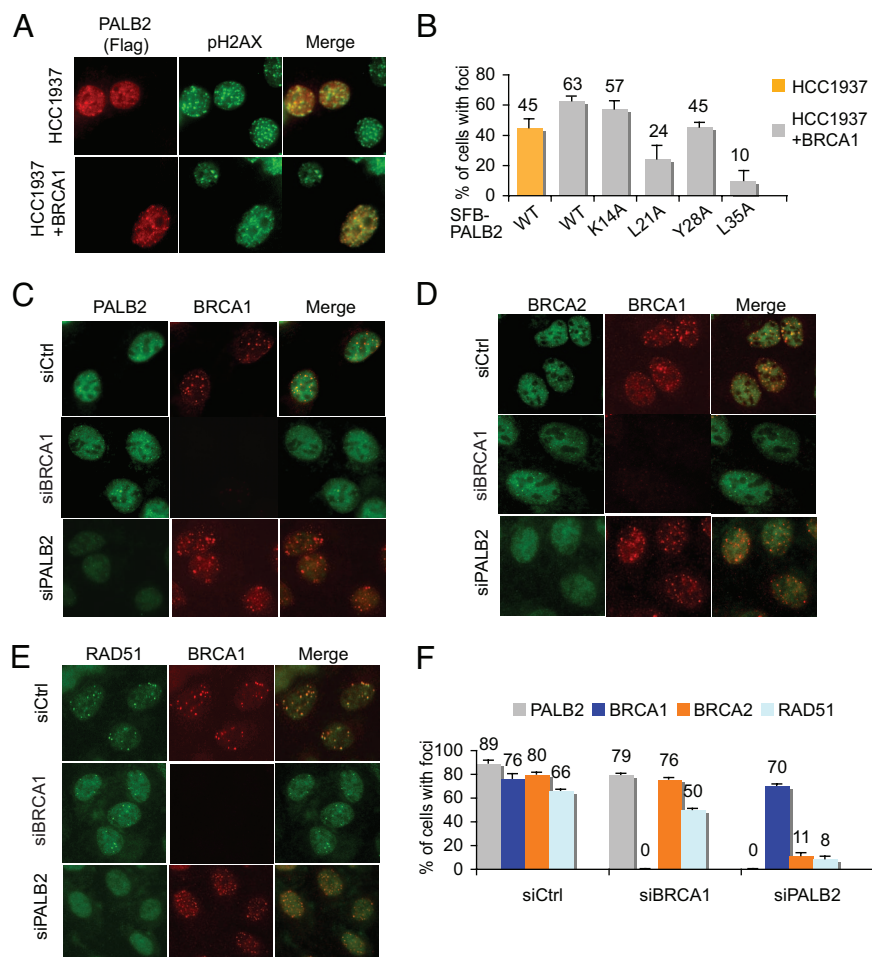 A
PALB2
(Flag)
pH2AX
Merge
HCC1937
HCC1937
+BRCA1
B
% of cells with foci
80
60
40
20
0
45
63
57
24
45
10
HCC1937
HCC1937
+BRCA1
SFB-
PALB2
WT
WT
K14A
L21A
Y28A
L35A
C
PALB2
BRCA1
Merge
siCtrl
siBRCA1
siPALB2
D
BRCA2
BRCA1
Merge
siCtrl
siBRCA1
siPALB2
E
RAD51
BRCA1
Merge
siCtrl
siBRCA1
siPALB2
F
PALB2 BRCA1 BRCA2 RAD51
% of cells with foci
100
80
60
40
20
0
89 76 80 66
79 0 76 50
0 70 11 8
siCtrl siBRCA1 siPALB2